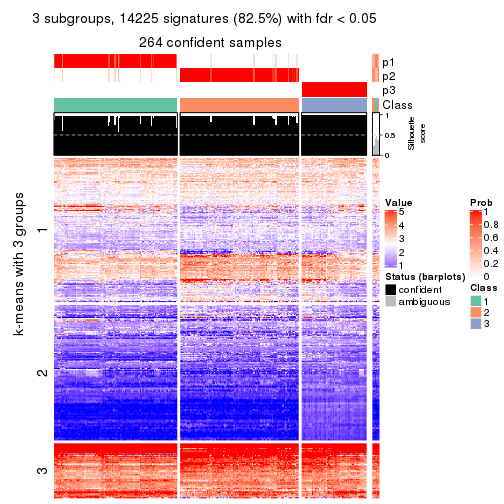 3 subgroups, 14225 signatures (82.5%) with fdr < 0.05
264 confident samples
p1
p2
p3
Class
1
0.5
0
Silhouette
score
k-means with 3 groups
1
2
3
Value
5
4
3
2
1
Status (barplots)
confident
ambiguous
Prob
1
0.8
0.6
0.4
0.2
0
Class
1
2
3